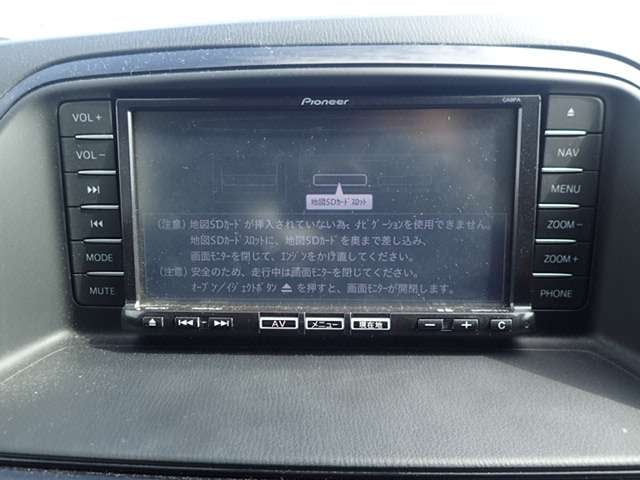 Pioneer
VOL +
VOL −
MODE
MUTE
NAV
MENU
ZOOM −
ZOOM +
PHONE
地図SDｶｰﾄﾞｽﾛｯﾄ
(注意) 地図SDｶｰﾄﾞが挿入されていない為、ﾅﾋﾞｹﾞｰｼｮﾝを使用できません。
地図SDｶｰﾄﾞｽﾛｯﾄに、地図SDｶｰﾄﾞを奥まで差し込み、
画面ﾓﾆﾀｰを閉じて、ｴﾝｼﾞﾝをかけ直してください。
(注意) 安全のため、走行中は画面ﾓﾆﾀｰを閉じてください。
ｵｰﾌﾟﾝ/ｲｼﾞｪｸﾄﾎﾞﾀﾝ ⏏ を押すと、画面ﾓﾆﾀｰが開閉します。
AV
メニュー
現在地
− +
C